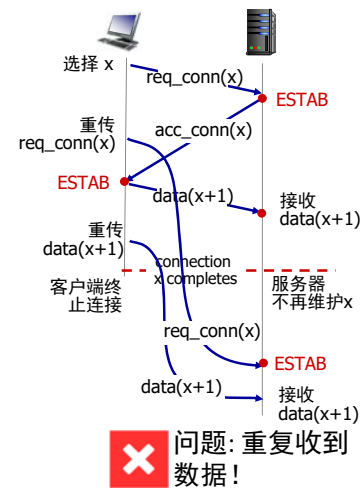 选择 x
req_conn(x)
ESTAB
重传
req_conn(x)
acc_conn(x)
ESTAB
data(x+1)
接收
data(x+1)
重传
data(x+1)
connection
x completes
客户端终
止连接
服务器
不再维护x
req_conn(x)
ESTAB
data(x+1)
接收
data(x+1)
问题: 重复收到
数据！